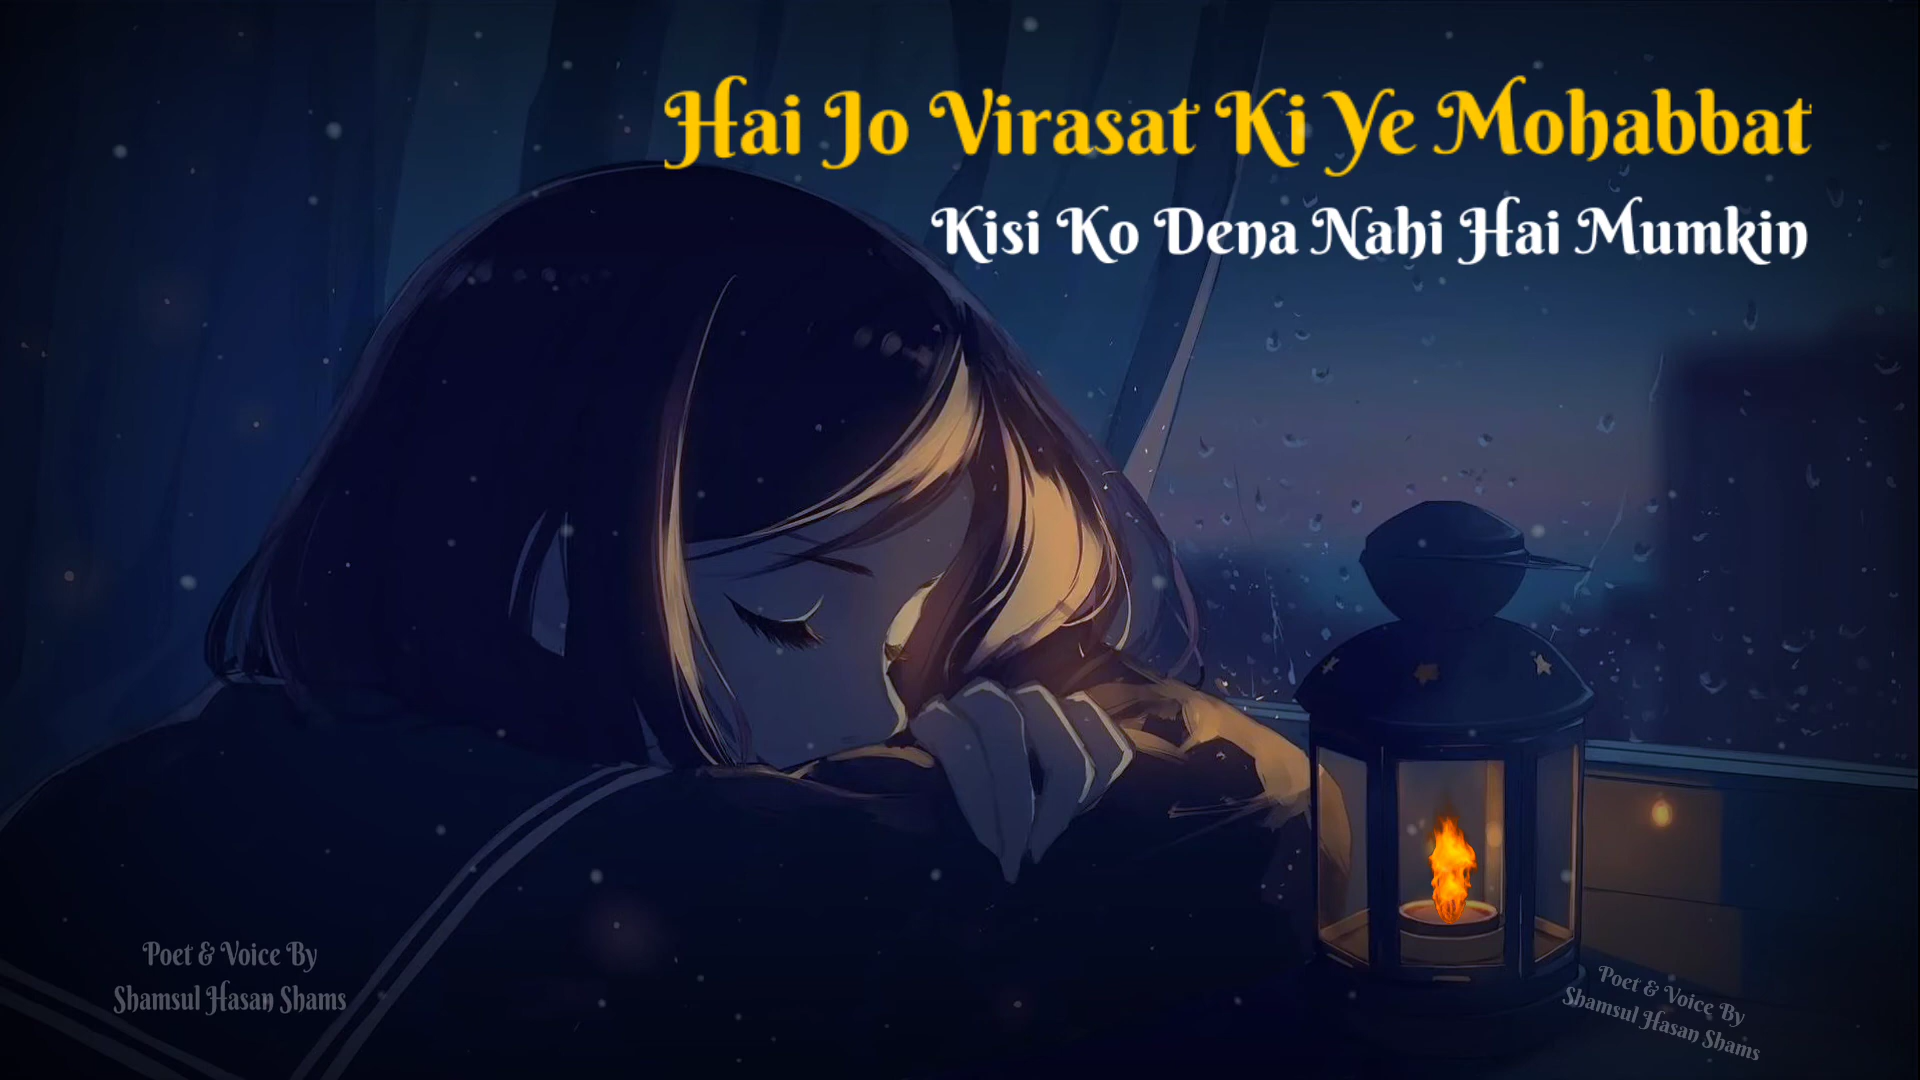 Hai Jo Virasat Ki Ye Mohabbat
Kisi Ko Dena Nahi Hai Mumkin
Poet & Voice By
Shamsul Hasan Shams
Poet & Voice By
Shamsul Hasan Shams